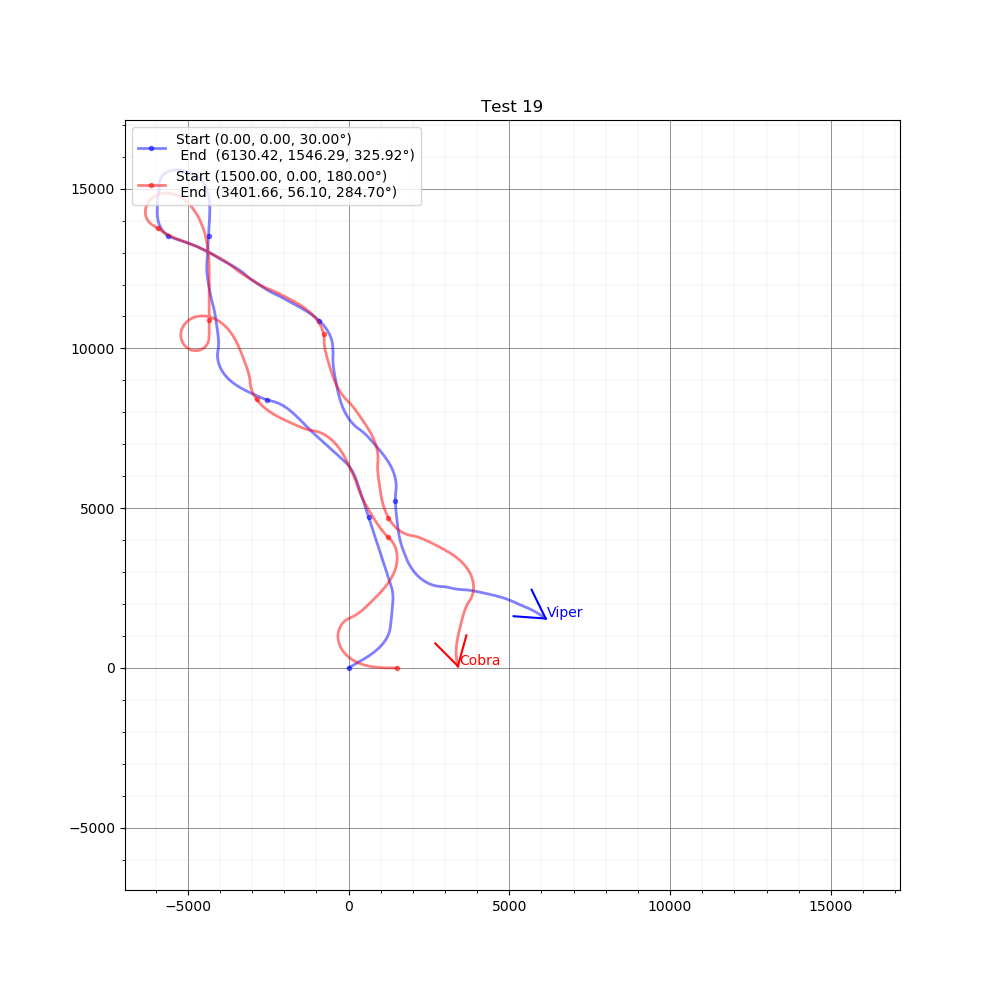 Test 19
Start (0.00, 0.00, 30.00°)
End  (6130.42, 1546.29, 325.92°)
Start (1500.00, 0.00, 180.00°)
End  (3401.66, 56.10, 284.70°)
15000
10000
5000
0
−5000
Viper
Cobra
−5000
0
5000
10000
15000